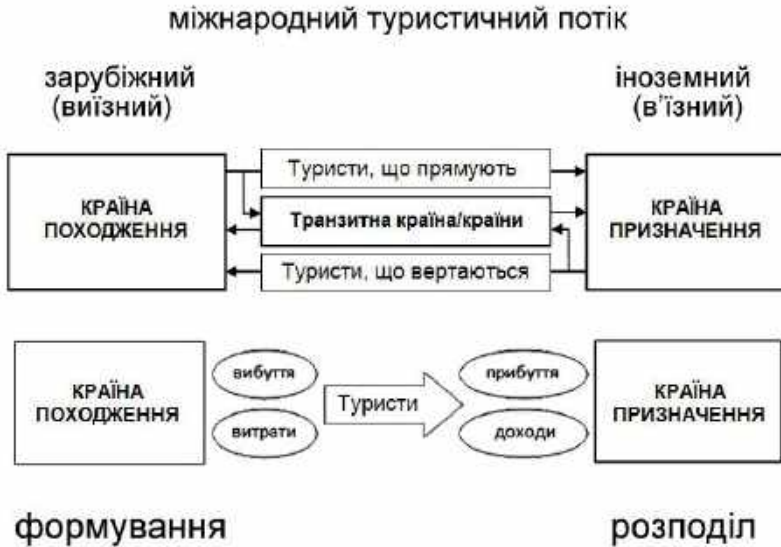 міжнародний туристичний потік
зарубіжний
(виїзний)
іноземний
(в'їзний)
КРАЇНА
ПОХОДЖЕННЯ
Туристи, що прямують
Транзитна країна/країни
Туристи, що вертаються
КРАЇНА
ПРИЗНАЧЕННЯ
КРАЇНА
ПОХОДЖЕННЯ
вибуття
витрати
Туристи
прибуття
доходи
КРАЇНА
ПРИЗНАЧЕННЯ
формування
розподіл